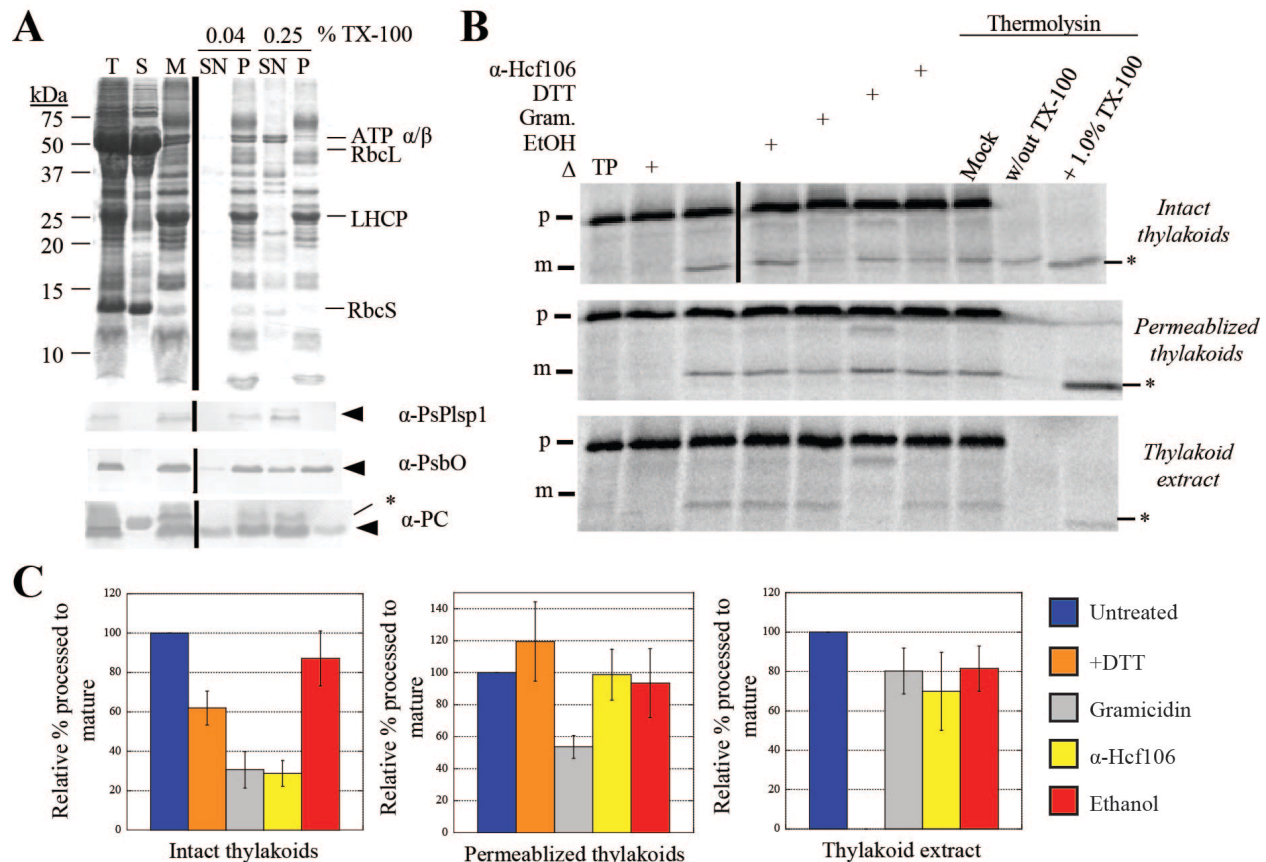 A
0.04 0.25 % TX-100
T S M SN P SN P
kDa
75
50
37
25
20
15
10
ATP α/β
RbcL
LHCP
RbcS
α-PsPlsp1
α-PsbO
*
α-PC
B
Thermolysin
α-Hcf106 +
DTT +
Gram. +
EtOH +
Δ TP + Mock w/out TX-100 + 1.0% TX-100
p
m
*
Intact
thylakoids
p
m
*
Permeablized
thylakoids
p
m
*
Thylakoid
extract
C
Relative % processed to
mature
120
100
80
60
40
20
0
Intact thylakoids
Relative % processed to
mature
140
120
100
80
60
40
20
0
Permeablized thylakoids
Relative % processed to
mature
120
100
80
60
40
20
0
Thylakoid extract
Untreated
+DTT
Gramicidin
α-Hcf106
Ethanol